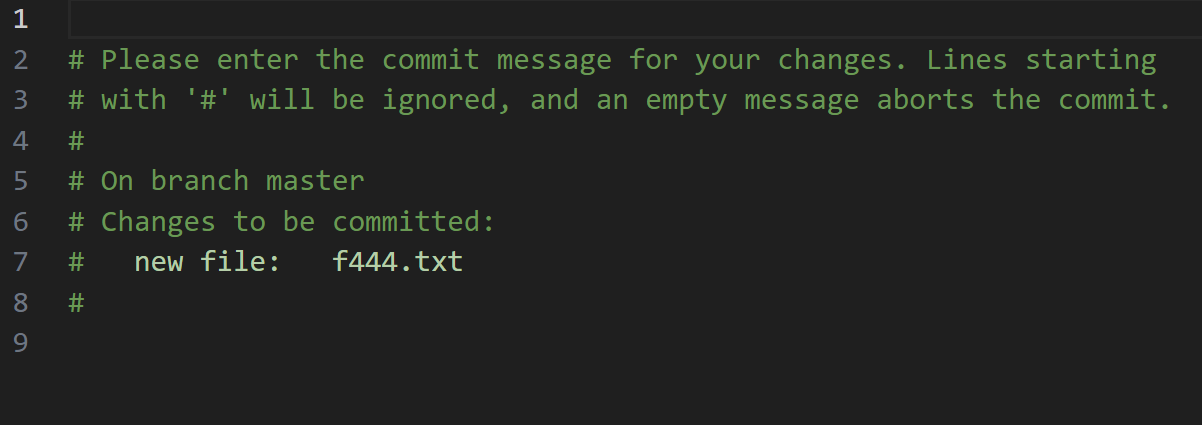 1
2 # Please enter the commit message for your changes. Lines starting
3 # with '#' will be ignored, and an empty message aborts the commit.
4 #
5 # On branch master
6 # Changes to be committed:
7 #   new file:   f444.txt
8 #
9